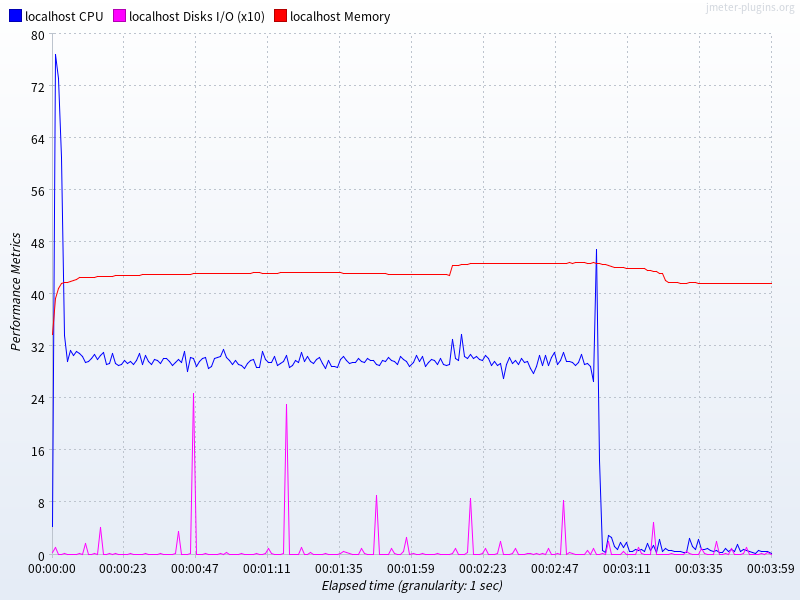 jmeter-plugins.org
localhost CPU localhost Disks I/O (x10) localhost Memory
80
72
64
56
48
40
32
24
16
8
0
Performance Metrics
00:00:00 00:00:23 00:00:47 00:01:11 00:01:35 00:01:59 00:02:23 00:02:47 00:03:11 00:03:35 00:03:59
Elapsed time (granularity: 1 sec)